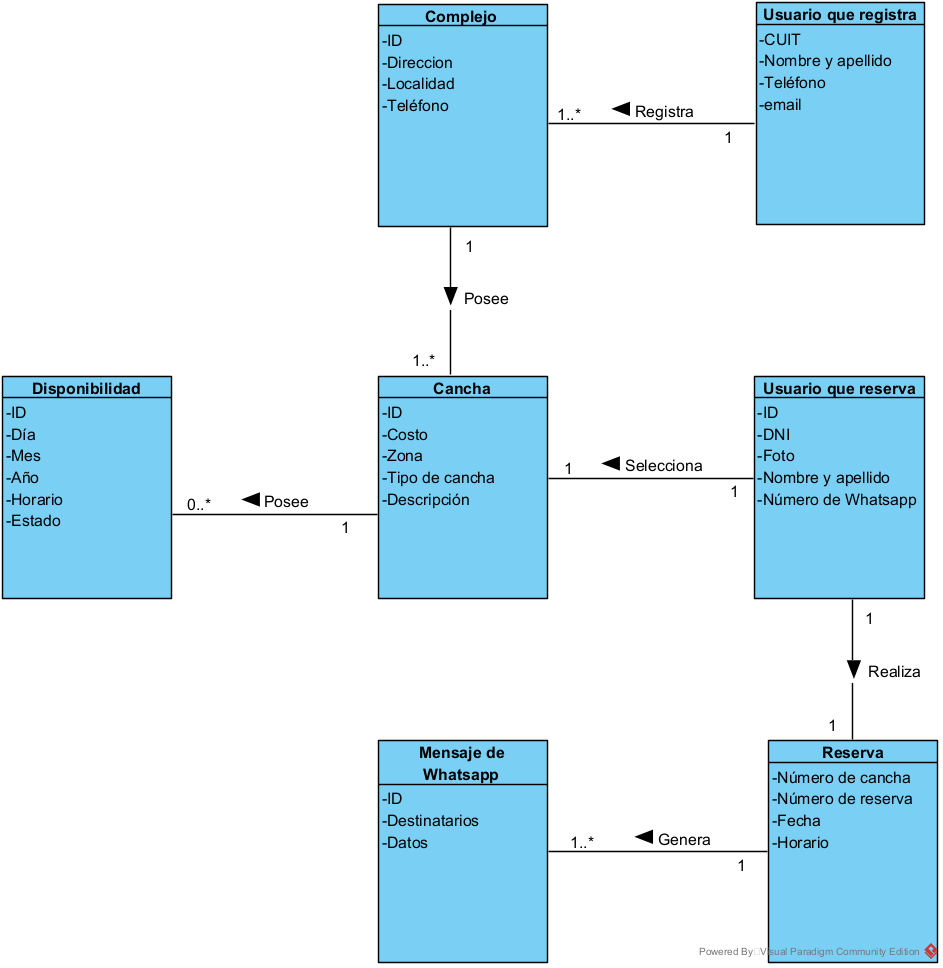 Complejo
-ID
-Direccion
-Localidad
-Teléfono
Usuario que registra
-CUIT
-Nombre y apellido
-Teléfono
-email
1..*
Registra
1
1
Posee
1..*
Disponibilidad
-ID
-Día
-Mes
-Año
-Horario
-Estado
0..*
Posee
1
Cancha
-ID
-Costo
-Zona
-Tipo de cancha
-Descripción
1
Selecciona
1
Usuario que reserva
-ID
-DNI
-Foto
-Nombre y apellido
-Número de Whatsapp
1
Realiza
1
Mensaje de
Whatsapp
-ID
-Destinatarios
-Datos
1..*
Genera
1
Reserva
-Número de cancha
-Número de reserva
-Fecha
-Horario
Powered By Visual Paradigm Community Edition